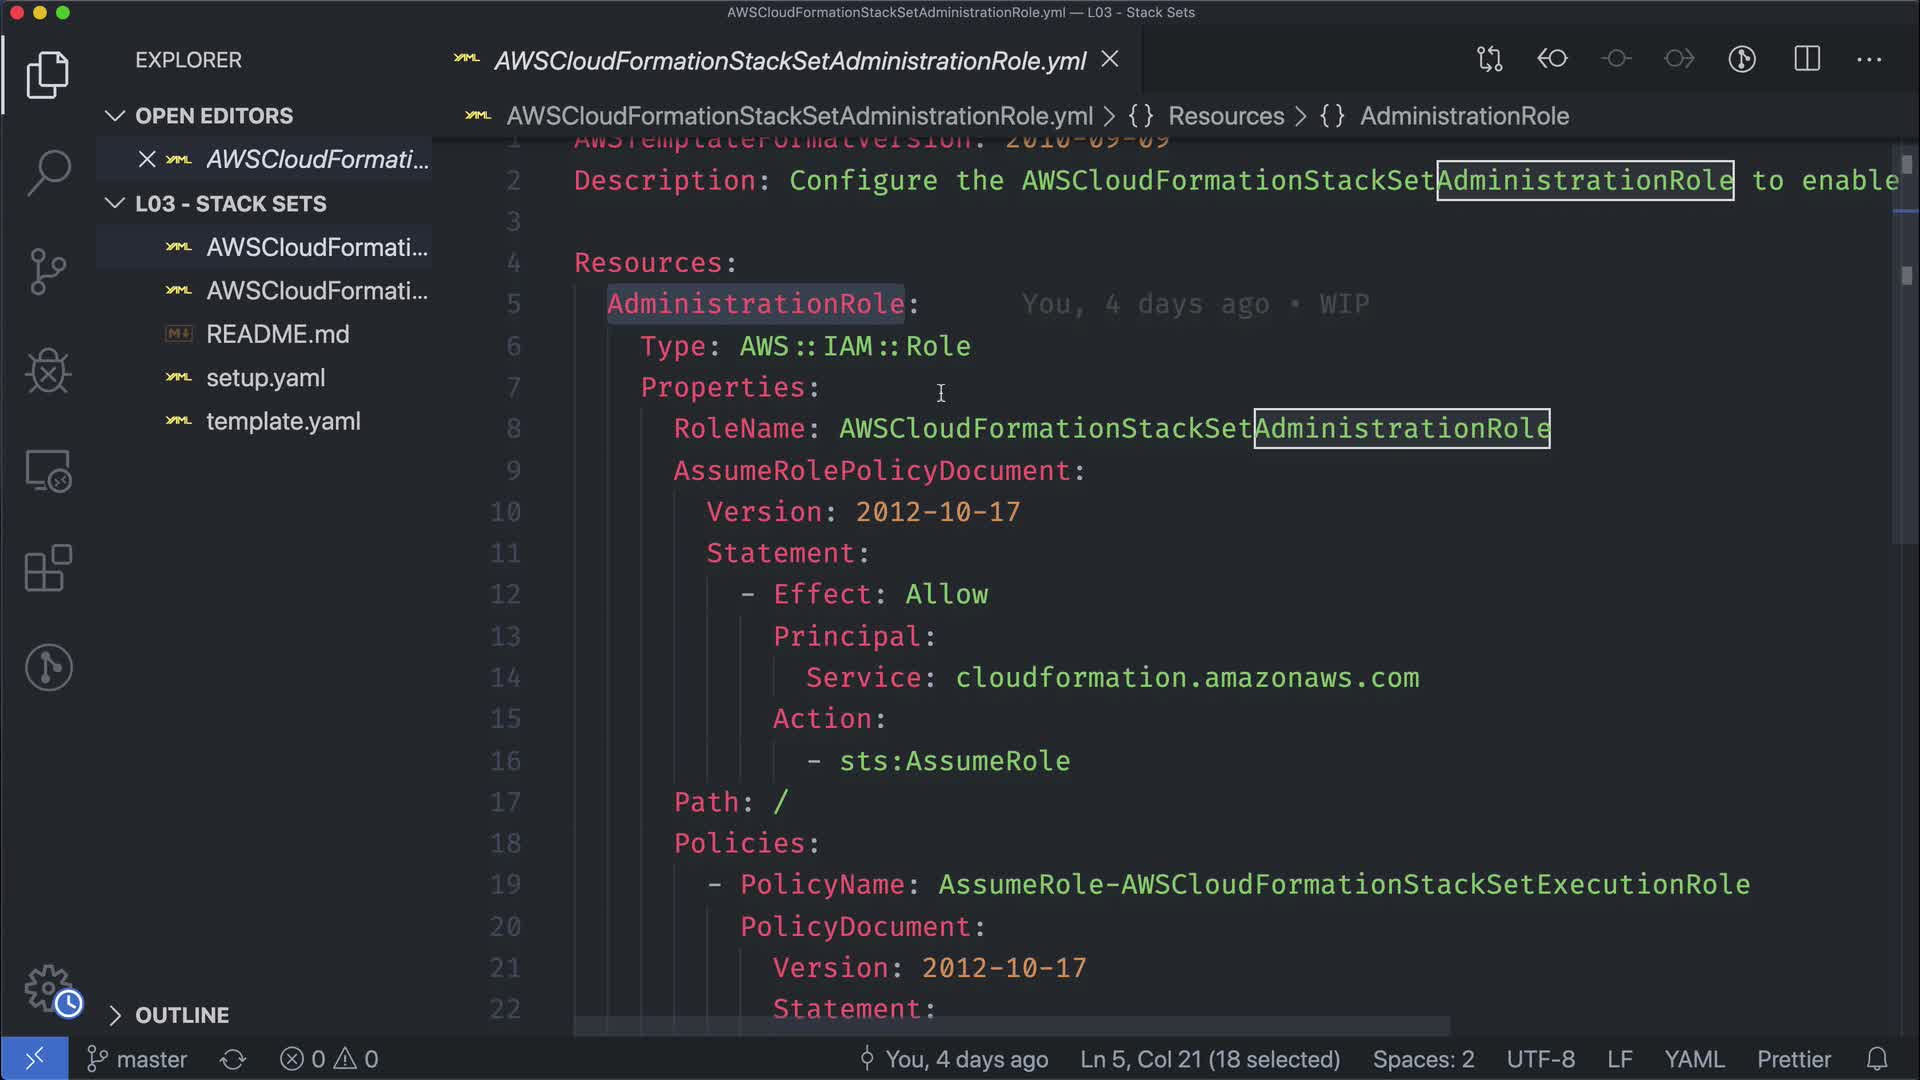 AWSCloudFormationStackSetAdministrationRole.yml — L03 - Stack Sets
EXPLORER
OPEN EDITORS
AWSCloudFormati...
L03 - STACK SETS
AWSCloudFormati...
AWSCloudFormati...
README.md
setup.yaml
template.yaml
OUTLINE
AWSCloudFormationStackSetAdministrationRole.yml
AWSCloudFormationStackSetAdministrationRole.yml > {} Resources > {} AdministrationRole
1 AWSTemplateFormatVersion: 2010-09-09
2 Description: Configure the AWSCloudFormationStackSetAdministrationRole to enable
3
4 Resources:
5 AdministrationRole: You, 4 days ago • WIP
6 Type: AWS::IAM::Role
7 Properties:
8 RoleName: AWSCloudFormationStackSetAdministrationRole
9 AssumeRolePolicyDocument:
10 Version: 2012-10-17
11 Statement:
12 - Effect: Allow
13 Principal:
14 Service: cloudformation.amazonaws.com
15 Action:
16 - sts:AssumeRole
17 Path: /
18 Policies:
19 - PolicyName: AssumeRole-AWSCloudFormationStackSetExecutionRole
20 PolicyDocument:
21 Version: 2012-10-17
22 Statement:
master 0 0 You, 4 days ago Ln 5, Col 21 (18 selected) Spaces: 2 UTF-8 LF YAML Prettier